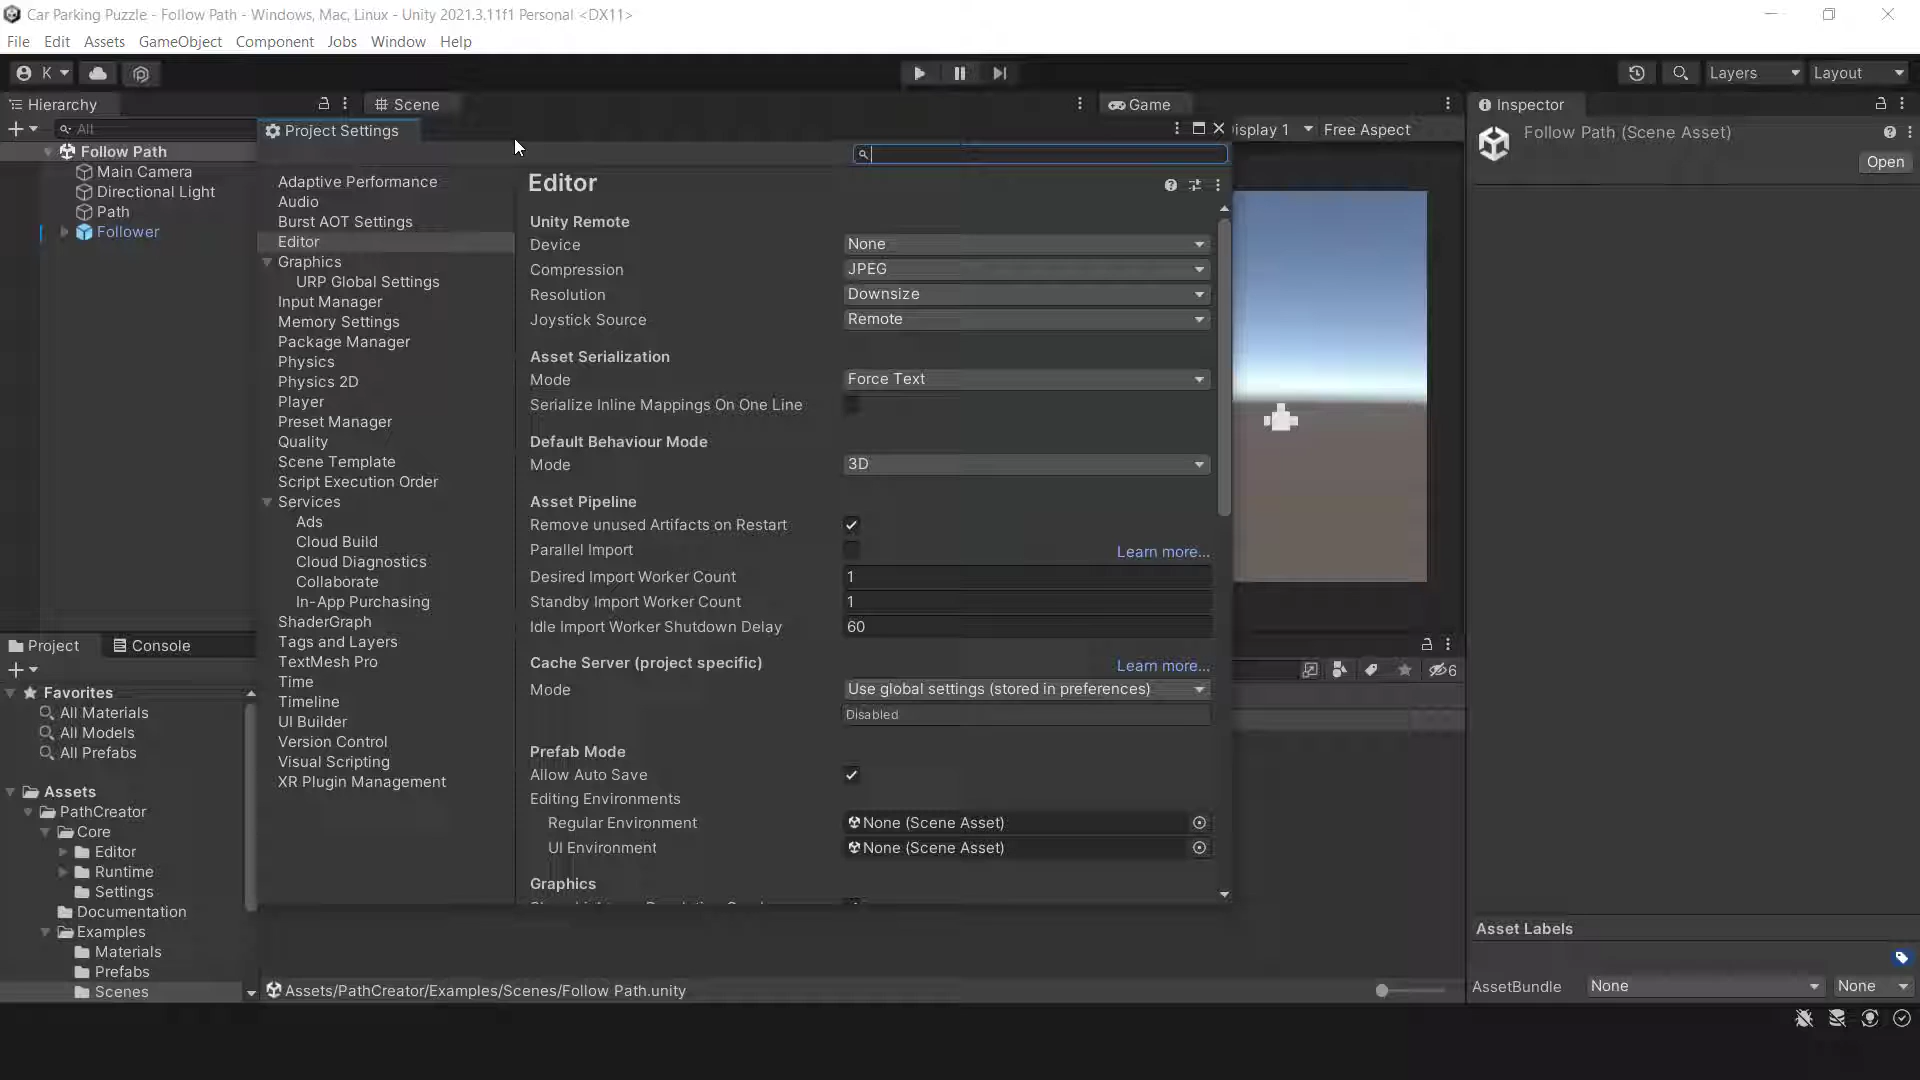 Car Parking Puzzle - Follow Path - Windows, Mac, Linux - Unity 2021.3.11f1 Personal <DX11>
File Edit Assets GameObject Component Jobs Window Help
K
Layers
Layout
Hierarchy
Scene
Game
Inspector
All
Project Settings
isplay 1
Free Aspect
Follow Path (Scene Asset)
Open
Follow Path
Main Camera
Directional Light
Path
Follower
Adaptive Performance
Audio
Burst AOT Settings
Editor
Graphics
URP Global Settings
Input Manager
Memory Settings
Package Manager
Physics
Physics 2D
Player
Preset Manager
Quality
Scene Template
Script Execution Order
Services
Ads
Cloud Build
Cloud Diagnostics
Collaborate
In-App Purchasing
ShaderGraph
Tags and Layers
TextMesh Pro
Time
Timeline
UI Builder
Version Control
Visual Scripting
XR Plugin Management
Editor
Unity Remote
Device None
Compression JPEG
Resolution Downsize
Joystick Source Remote
Asset Serialization
Mode Force Text
Serialize Inline Mappings On One Line
Default Behaviour Mode
Mode 3D
Asset Pipeline
Remove unused Artifacts on Restart
Parallel Import Learn more...
Desired Import Worker Count 1
Standby Import Worker Count 1
Idle Import Worker Shutdown Delay 60
Cache Server (project specific) Learn more...
Mode Use global settings (stored in preferences)
Disabled
Prefab Mode
Allow Auto Save
Editing Environments
Regular Environment None (Scene Asset)
UI Environment None (Scene Asset)
Graphics
Project
Console
6
Favorites
All Materials
All Models
All Prefabs
Assets
PathCreator
Core
Editor
Runtime
Settings
Documentation
Examples
Materials
Prefabs
Scenes
Assets/PathCreator/Examples/Scenes/Follow Path.unity
Asset Labels
AssetBundle None None